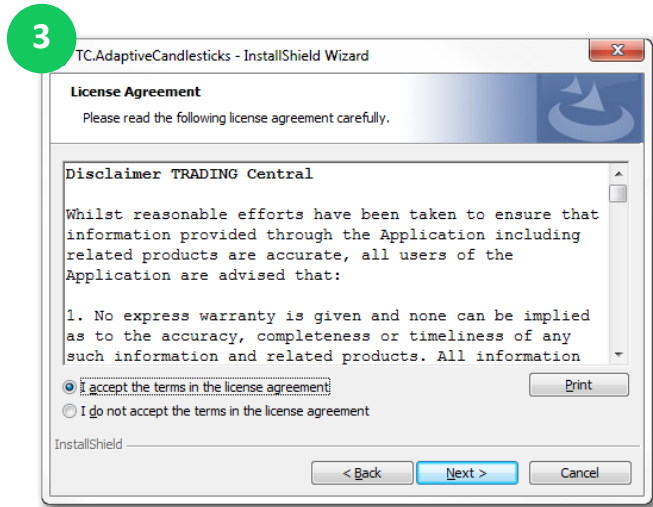 3
TC.AdaptiveCandlesticks - InstallShield Wizard
License Agreement
Please read the following license agreement carefully.
Disclaimer TRADING Central
Whilst reasonable efforts have been taken to ensure that
information provided through the Application including
related products are accurate, all users of the
Application are advised that:
1. No express warranty is given and none can be implied
as to the accuracy, completeness or timeliness of any
such information and related products. All information
I accept the terms in the license agreement
Print
I do not accept the terms in the license agreement
InstallShield
< Back
Next >
Cancel